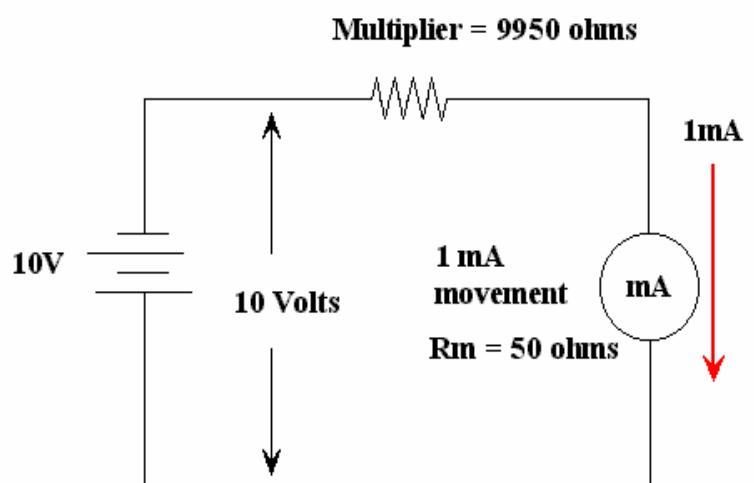 Multiplier = 9950 ohms
1mA
10V
10 Volts
1 mA
movement
mA
Rm = 50 ohms